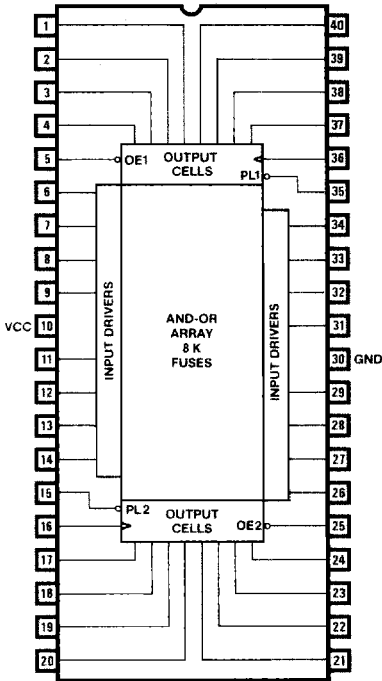 1 40
2 39
3 38
4 37
5 OE1 OUTPUT CELLS 36
PL1
6 35
7 34
8 33
9 32
VCC 10 31
INPUT DRIVERS
AND-OR
ARRAY
8 K
FUSES
INPUT DRIVERS
11 30 GND
12 29
13 28
14 27
15 26
PL2
16 OUTPUT CELLS OE2 25
17 24
18 23
19 22
20 21